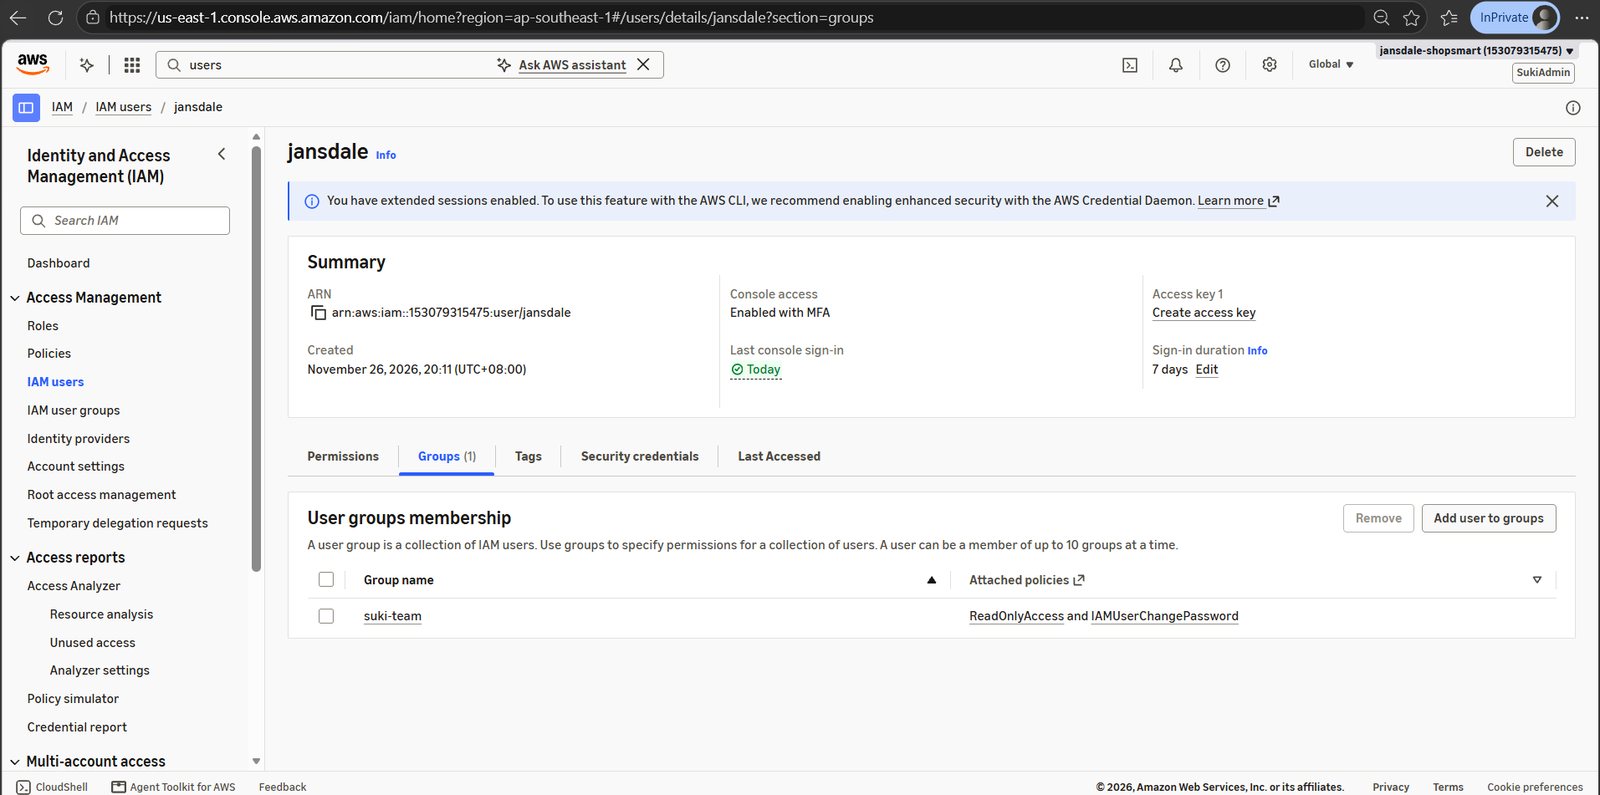 https://us-east-1.console.aws.amazon.com/iam/home?region=ap-southeast-1#/users/details/jansdale?section=groups
InPrivate
aws
users
Ask AWS assistant
Global
jansdale-shopsmart (153079315475)
SukiAdmin
IAM / IAM users / jansdale
Identity and Access
Management (IAM)
Search IAM
Dashboard
Access Management
Roles
Policies
IAM users
IAM user groups
Identity providers
Account settings
Root access management
Temporary delegation requests
Access reports
Access Analyzer
Resource analysis
Unused access
Analyzer settings
Policy simulator
Credential report
Multi-account access
jansdale Info
Delete
You have extended sessions enabled. To use this feature with the AWS CLI, we recommend enabling enhanced security with the AWS Credential Daemon. Learn more
Summary
ARN
arn:aws:iam::153079315475:user/jansdale
Created
November 26, 2026, 20:11 (UTC+08:00)
Console access
Enabled with MFA
Last console sign-in
Today
Access key 1
Create access key
Sign-in duration Info
7 days Edit
Permissions
Groups (1)
Tags
Security credentials
Last Accessed
User groups membership
Remove
Add user to groups
A user group is a collection of IAM users. Use groups to specify permissions for a collection of users. A user can be a member of up to 10 groups at a time.
Group name
Attached policies
suki-team
ReadOnlyAccess and IAMUserChangePassword
CloudShell
Agent Toolkit for AWS
Feedback
© 2026, Amazon Web Services, Inc. or its affiliates.
Privacy
Terms
Cookie preferences